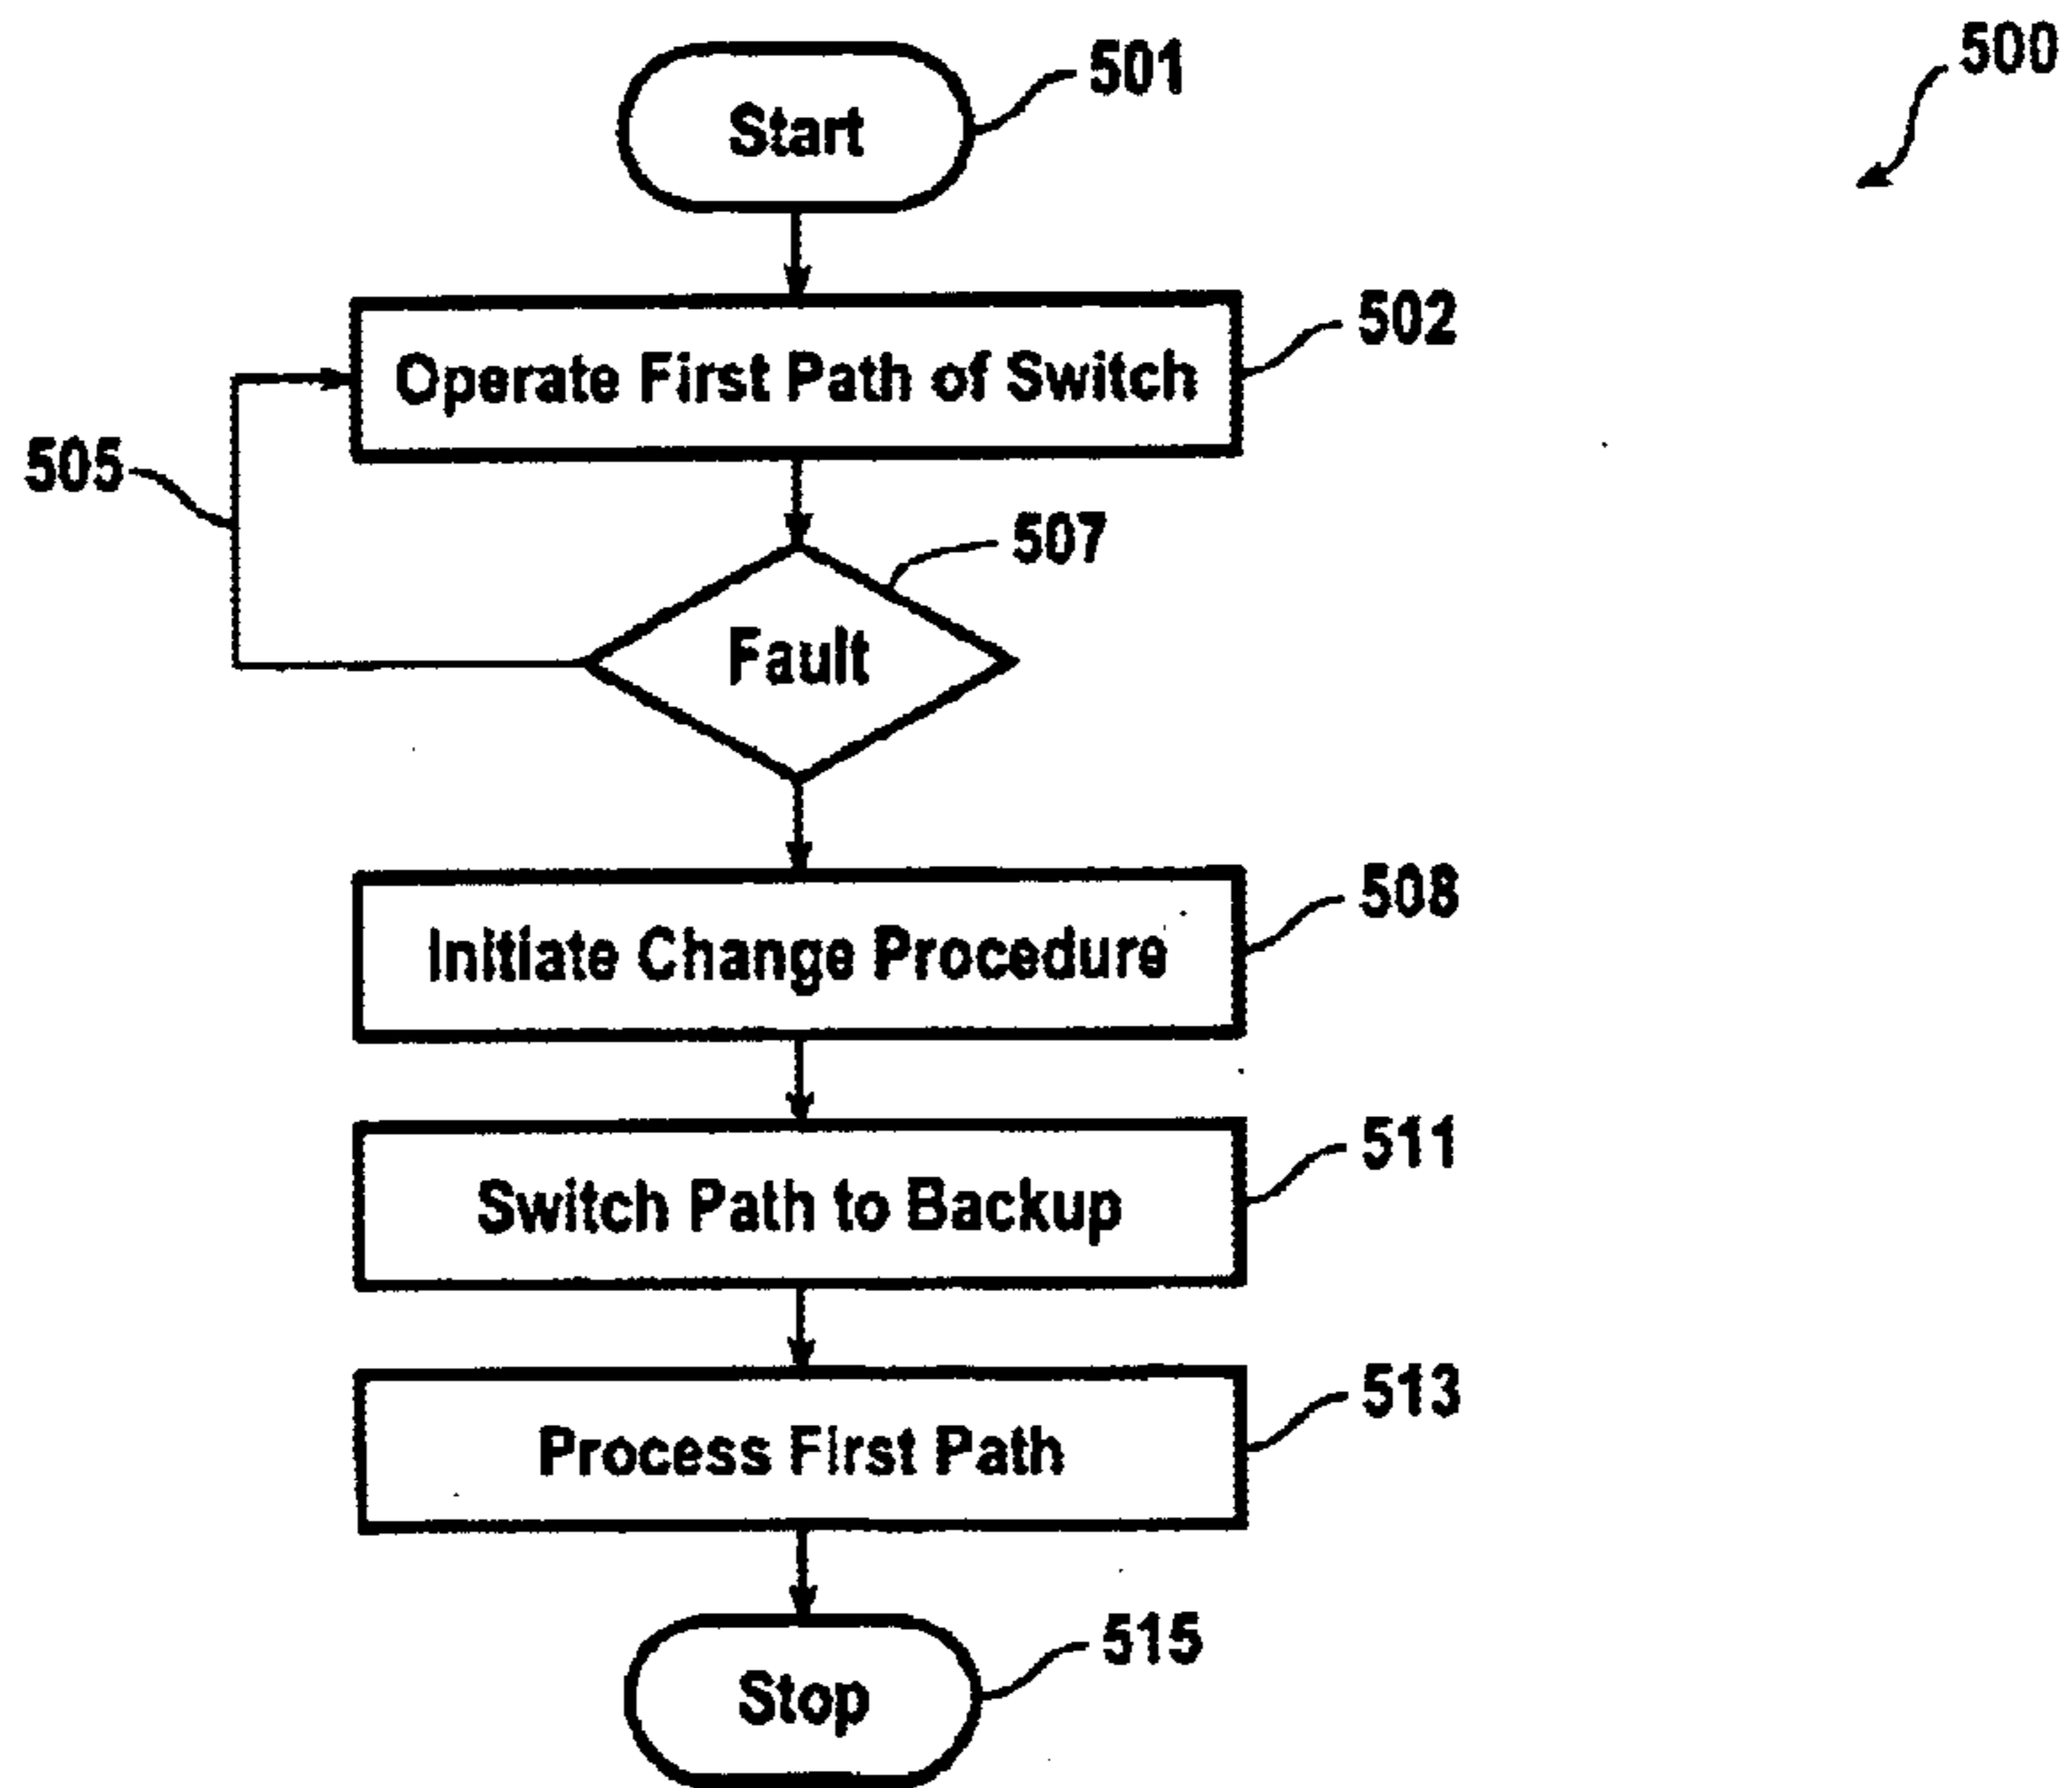 500
Start
501
Operate First Path of Switch
502
505
Fault
507
Initiate Change Procedure
508
Switch Path to Backup
511
Process First Path
513
Stop
515